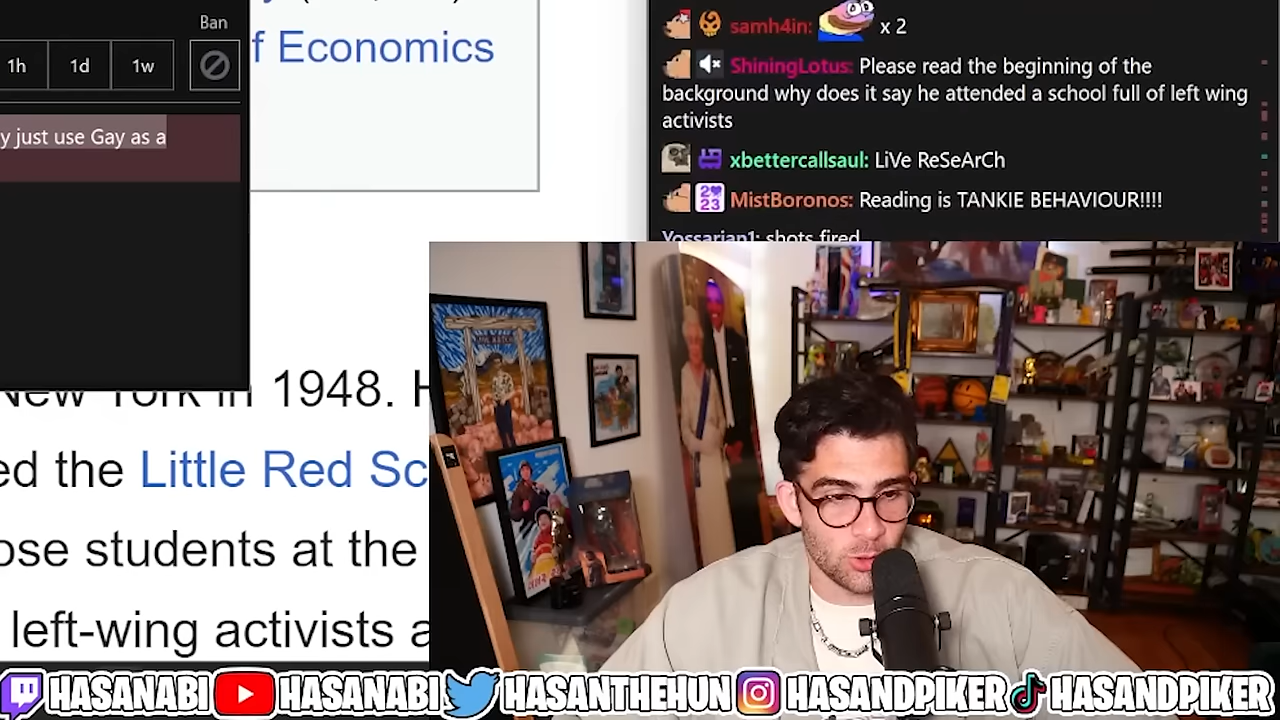 Ban
1h
1d
1w
y just use Gay as a
f Economics
New York in 1948. H
ed the Little Red Sc
ose students at the
left-wing activists a
samh4in: x 2
ShiningLotus: Please read the beginning of the
background why does it say he attended a school full of left wing
activists
xbettercallsaul: LiVe ReSeArCh
MistBoronos: Reading is TANKIE BEHAVIOUR!!!!
Yossarian1: shots fired
HASANABI HASANABI HASANTHEHUN HASANDPIKER HASANDPIKER